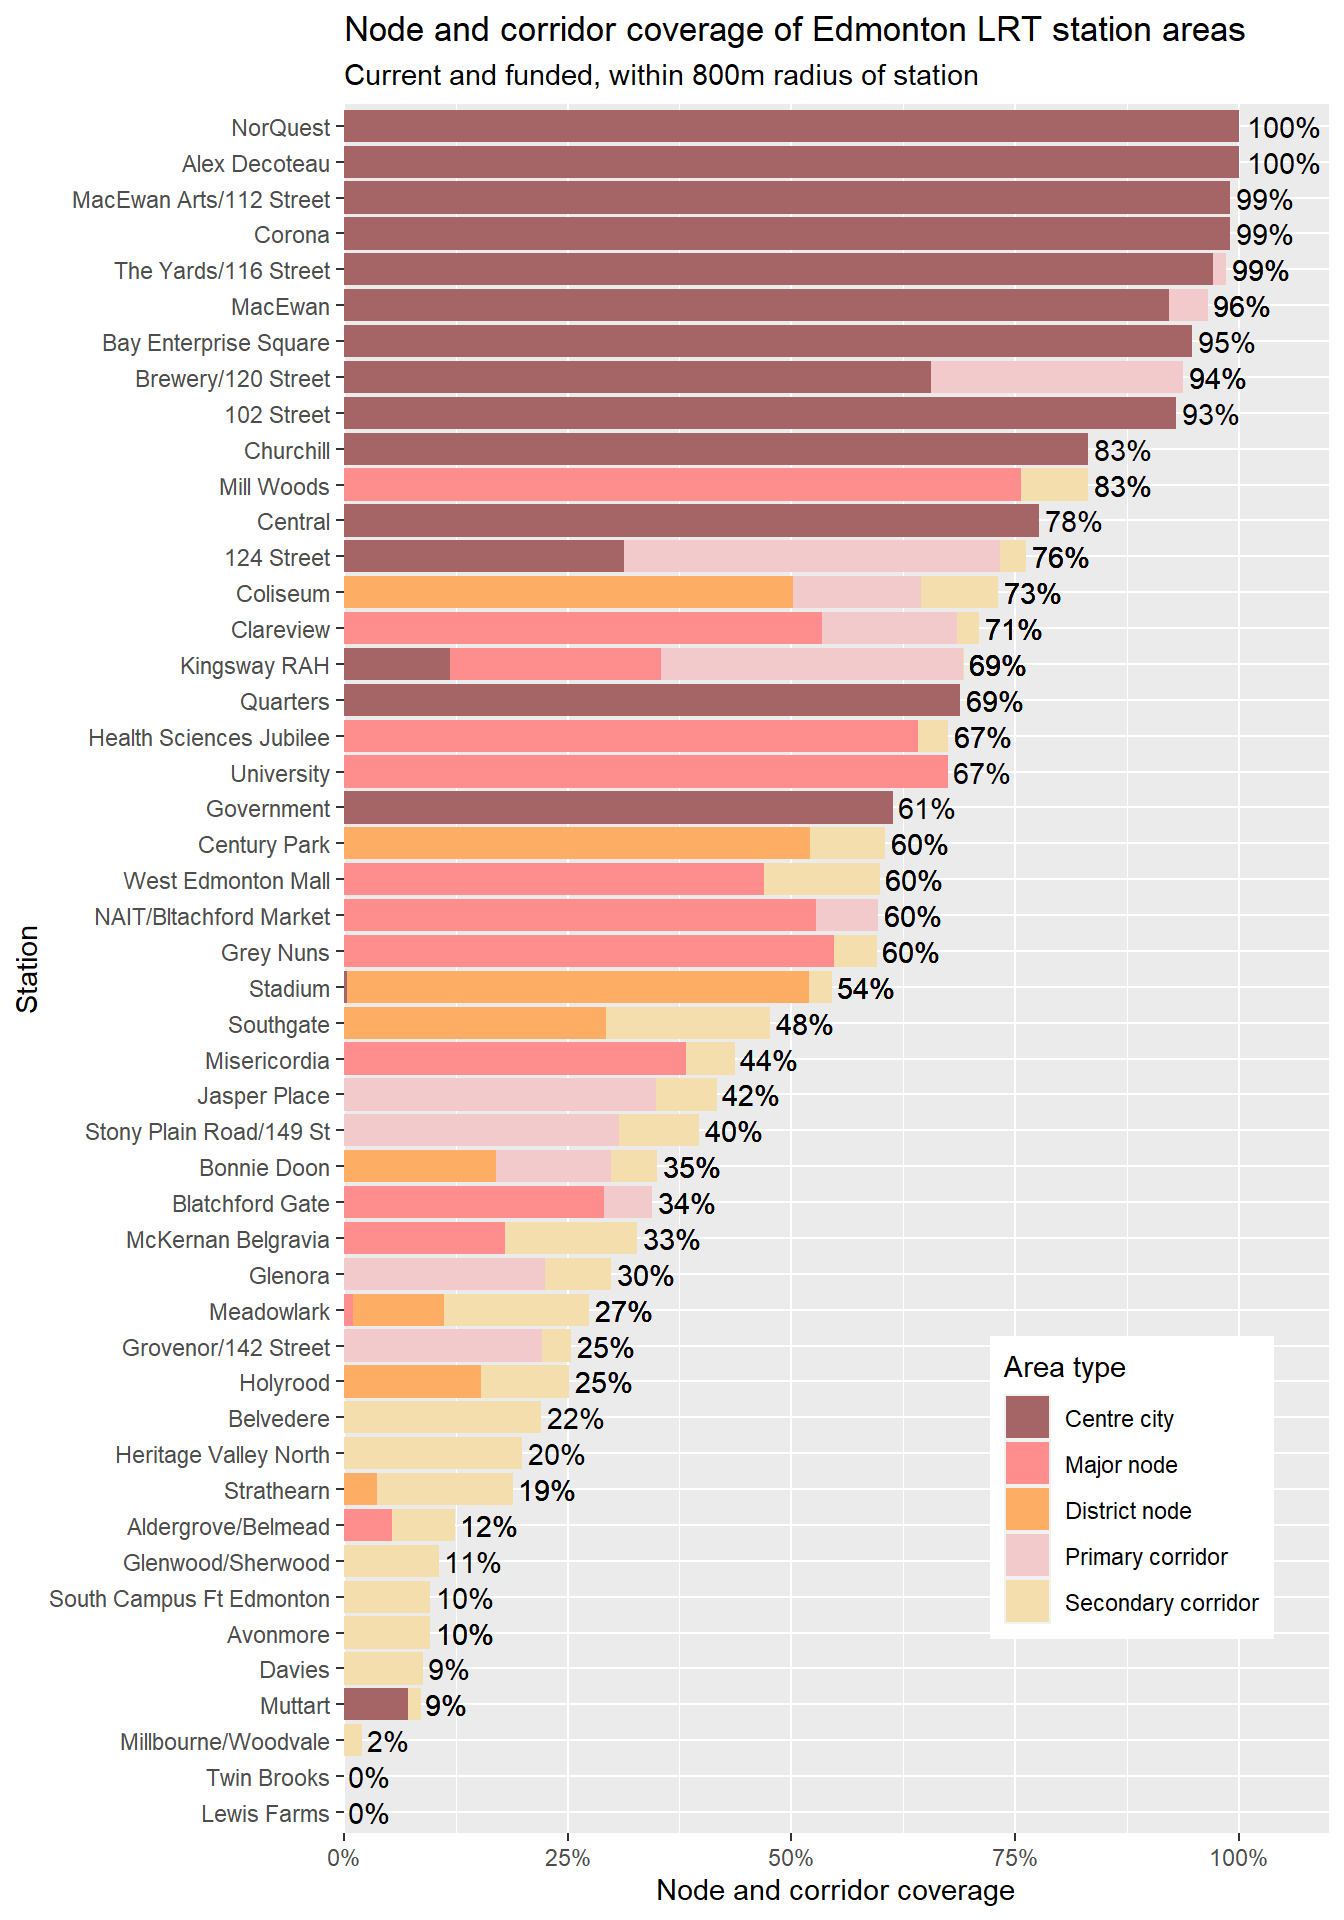 Node and corridor coverage of Edmonton LRT station areas
Current and funded, within 800m radius of station
NorQuest 100%
Alex Decoteau 100%
MacEwan Arts/112 Street 99%
Corona 99%
The Yards/116 Street 99%
MacEwan 96%
Bay Enterprise Square 95%
Brewery/120 Street 94%
102 Street 93%
Churchill 83%
Mill Woods 83%
Central 78%
124 Street 76%
Coliseum 73%
Clareview 71%
Kingsway RAH 69%
Quarters 69%
Health Sciences Jubilee 67%
University 67%
Government 61%
Century Park 60%
West Edmonton Mall 60%
NAIT/Bltachford Market 60%
Grey Nuns 60%
Stadium 54%
Southgate 48%
Misericordia 44%
Jasper Place 42%
Stony Plain Road/149 St 40%
Bonnie Doon 35%
Blatchford Gate 34%
McKernan Belgravia 33%
Glenora 30%
Meadowlark 27%
Grovenor/142 Street 25%
Holyrood 25%
Belvedere 22%
Heritage Valley North 20%
Strathearn 19%
Aldergrove/Belmead 12%
Glenwood/Sherwood 11%
South Campus Ft Edmonton 10%
Avonmore 10%
Davies 9%
Muttart 9%
Millbourne/Woodvale 2%
Twin Brooks 0%
Lewis Farms 0%
Station
0% 25% 50% 75% 100%
Node and corridor coverage
Area type
Centre city
Major node
District node
Primary corridor
Secondary corridor